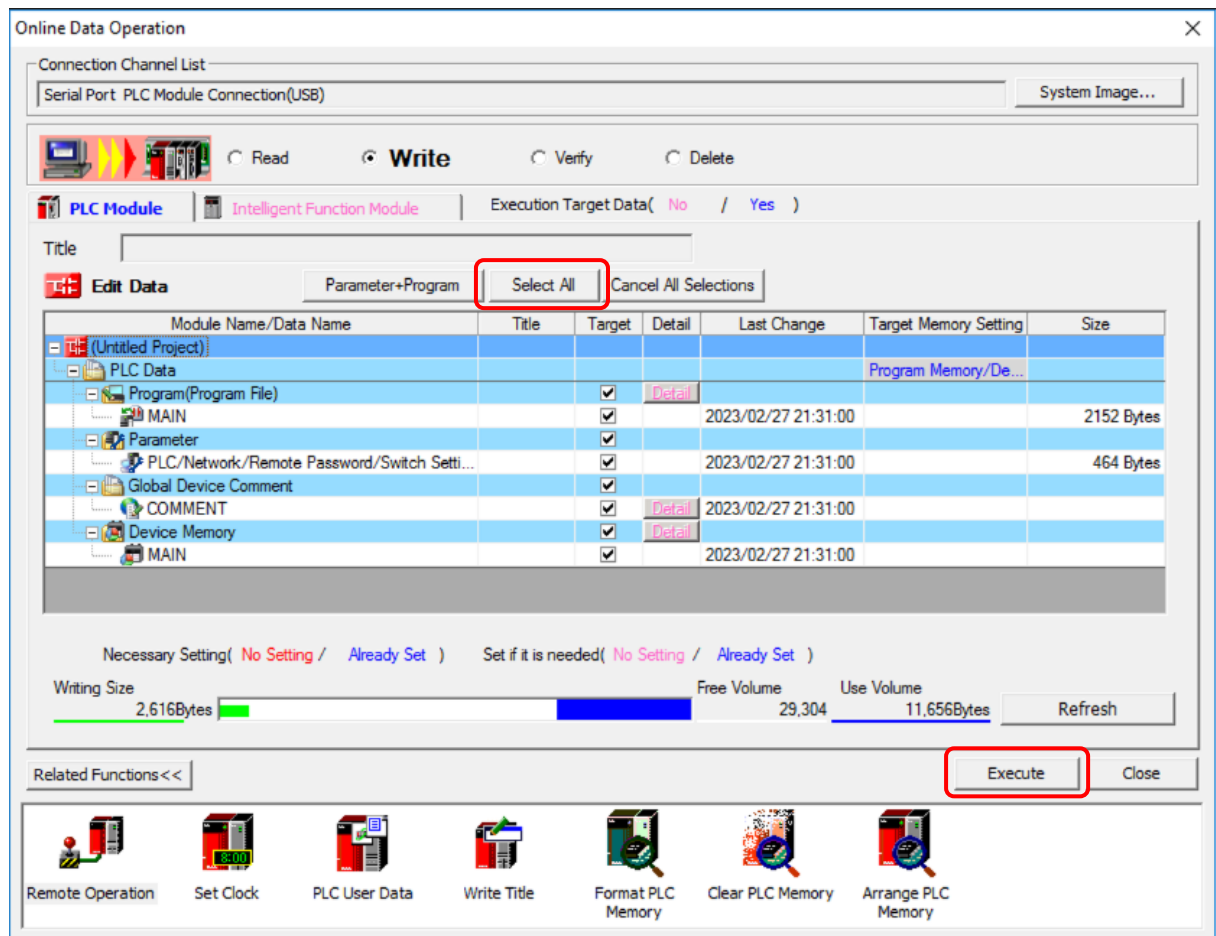 Online Data Operation
Connection Channel List
Serial Port PLC Module Connection(USB)
System Image...
Read
Write
Verify
Delete
PLC Module
Intelligent Function Module
Execution Target Data( No / Yes )
Title
Edit Data
Parameter+Program
Select All
Cancel All Selections
Module Name/Data Name Title Target Detail Last Change Target Memory Setting Size
(Untitled Project)
PLC Data Program Memory/De...
Program(Program File) Detail
MAIN 2023/02/27 21:31:00 2152 Bytes
Parameter
PLC/Network/Remote Password/Switch Setti... 2023/02/27 21:31:00 464 Bytes
Global Device Comment
COMMENT Detail 2023/02/27 21:31:00
Device Memory Detail
MAIN 2023/02/27 21:31:00
Necessary Setting( No Setting / Already Set ) Set if it is needed( No Setting / Already Set )
Writing Size Free Volume Use Volume
2,616Bytes 29,304 11,656Bytes Refresh
Related Functions<< Execute Close
8:00
Remote Operation
Set Clock
PLC User Data
Write Title
Format PLC
Memory
Clear PLC Memory
Arrange PLC
Memory